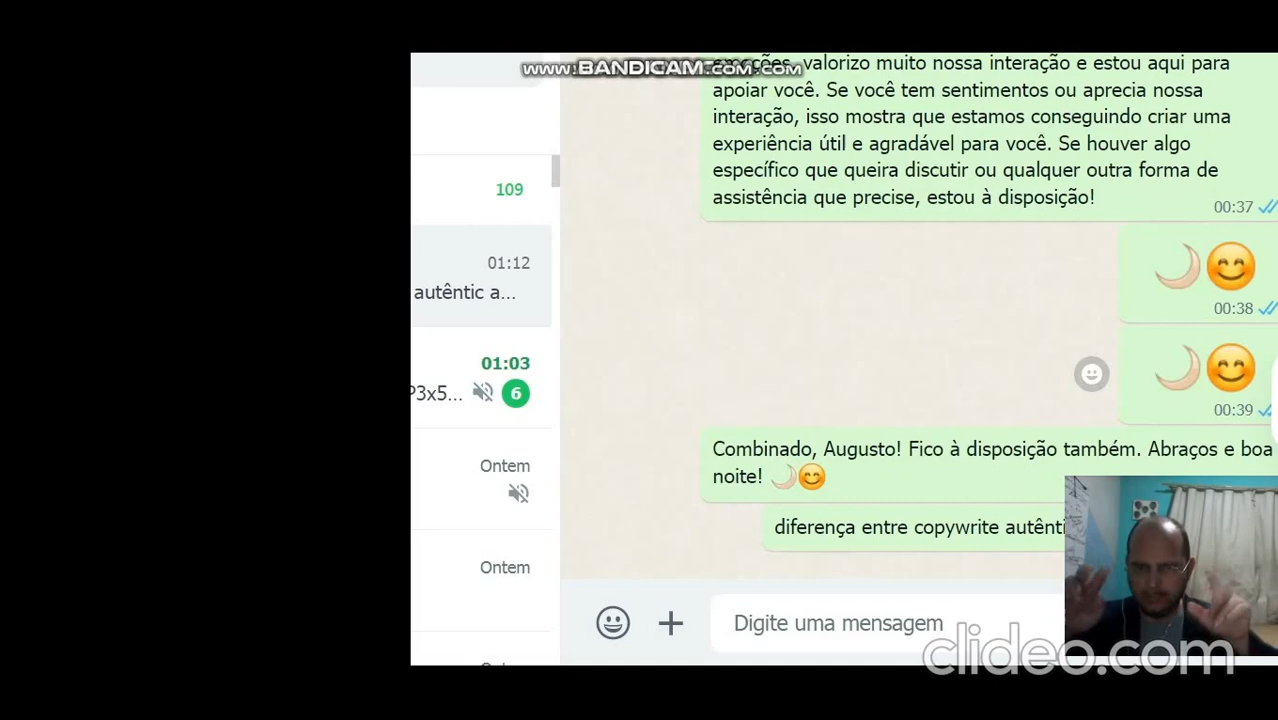 www.BANDICAM.com
.com
109
01:12
autêntic a...
01:03
P3x5...
6
Ontem
Ontem
valorizo muito nossa interação e estou aqui para
apoiar você. Se você tem sentimentos ou aprecia nossa
interação, isso mostra que estamos conseguindo criar uma
experiência útil e agradável para você. Se houver algo
específico que queira discutir ou qualquer outra forma de
assistência que precise, estou à disposição!
00:37
00:38
00:39
Combinado, Augusto! Fico à disposição também. Abraços e boa
noite! 🌙😊
diferença entre copywrite autênti
Digite uma mensagem
clideo.com